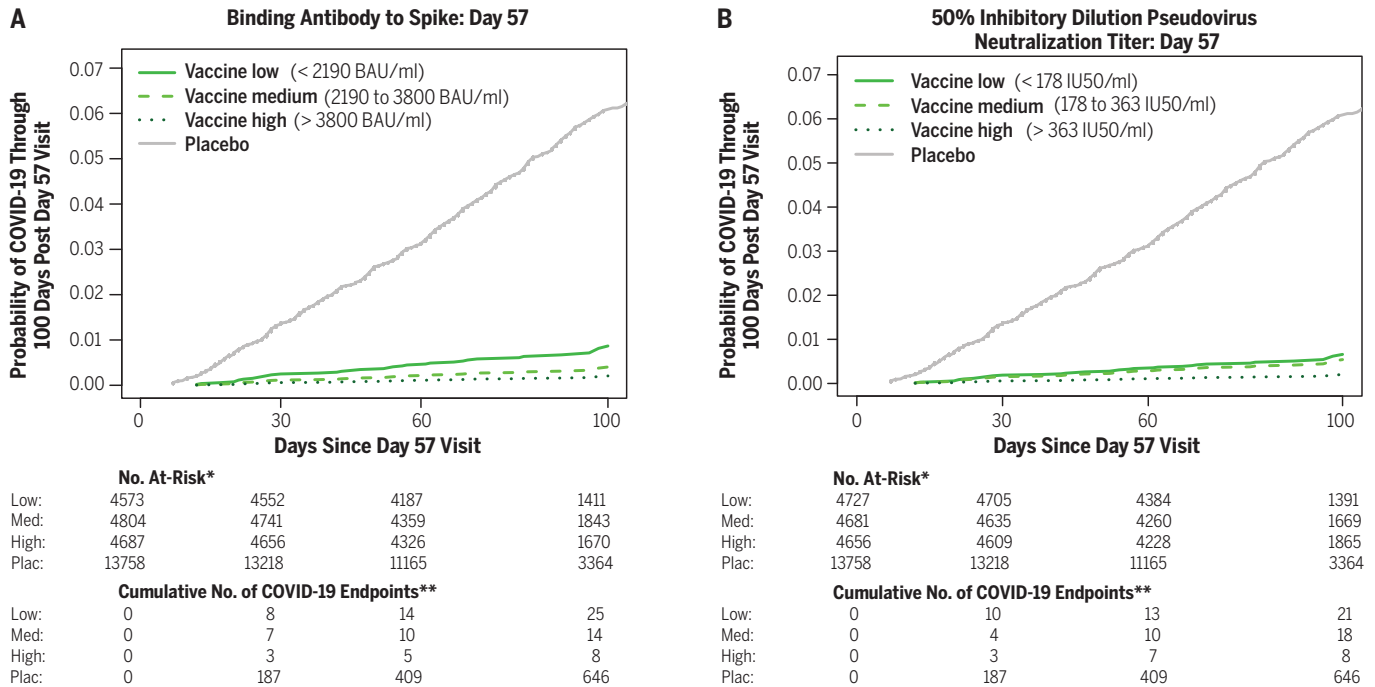 A
Binding Antibody to Spike: Day 57
Probability of COVID-19 Through
100 Days Post Day 57 Visit
0.07
0.06
0.05
0.04
0.03
0.02
0.01
0.00
Vaccine low (< 2190 BAU/ml)
Vaccine medium (2190 to 3800 BAU/ml)
Vaccine high (> 3800 BAU/ml)
Placebo
0 30 60 100
Days Since Day 57 Visit
No. At-Risk*
Low: 4573 4552 4187 1411
Med: 4804 4741 4359 1843
High: 4687 4656 4326 1670
Plac: 13758 13218 11165 3364
Cumulative No. of COVID-19 Endpoints**
Low: 0 8 14 25
Med: 0 7 10 14
High: 0 3 5 8
Plac: 0 187 409 646
B
50% Inhibitory Dilution Pseudovirus
Neutralization Titer: Day 57
Probability of COVID-19 Through
100 Days Post Day 57 Visit
0.07
0.06
0.05
0.04
0.03
0.02
0.01
0.00
Vaccine low (< 178 IU50/ml)
Vaccine medium (178 to 363 IU50/ml)
Vaccine high (> 363 IU50/ml)
Placebo
0 30 60 100
Days Since Day 57 Visit
No. At-Risk*
Low: 4727 4705 4384 1391
Med: 4681 4635 4260 1669
High: 4656 4609 4228 1865
Plac: 13758 13218 11165 3364
Cumulative No. of COVID-19 Endpoints**
Low: 0 10 13 21
Med: 0 4 10 18
High: 0 3 7 8
Plac: 0 187 409 646